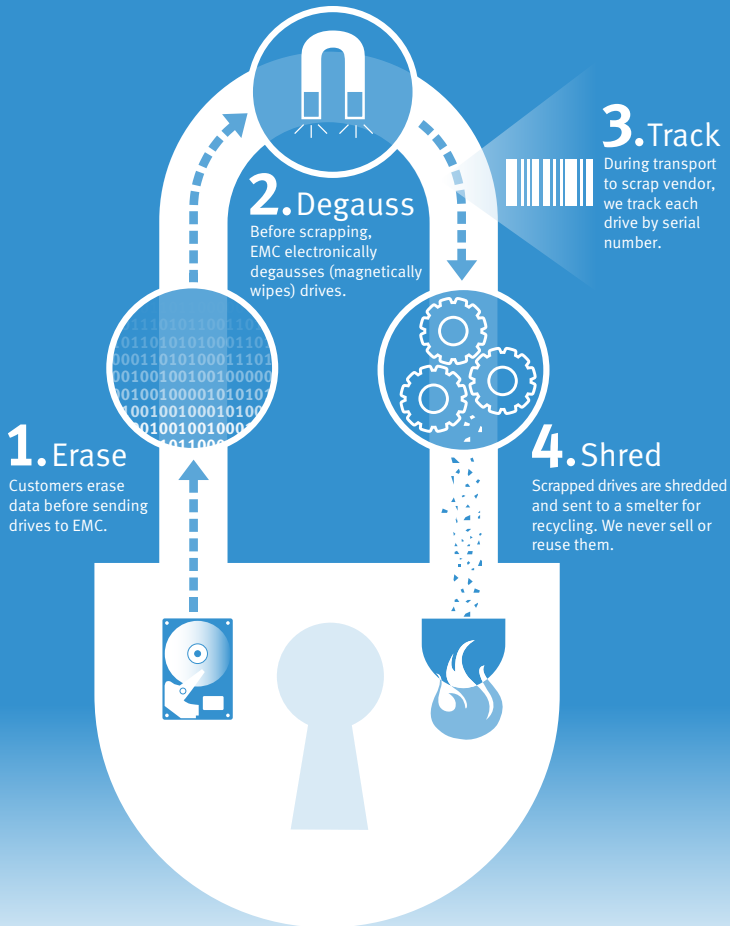 3.Track
During transport
to scrap vendor,
we track each
drive by serial
number.
2.Degauss
Before scrapping,
EMC electronically
degausses (magnetically
wipes) drives.
1.Erase
Customers erase
data before sending
drives to EMC.
4.Shred
Scrapped drives are shredded
and sent to a smelter for
recycling. We never sell or
reuse them.